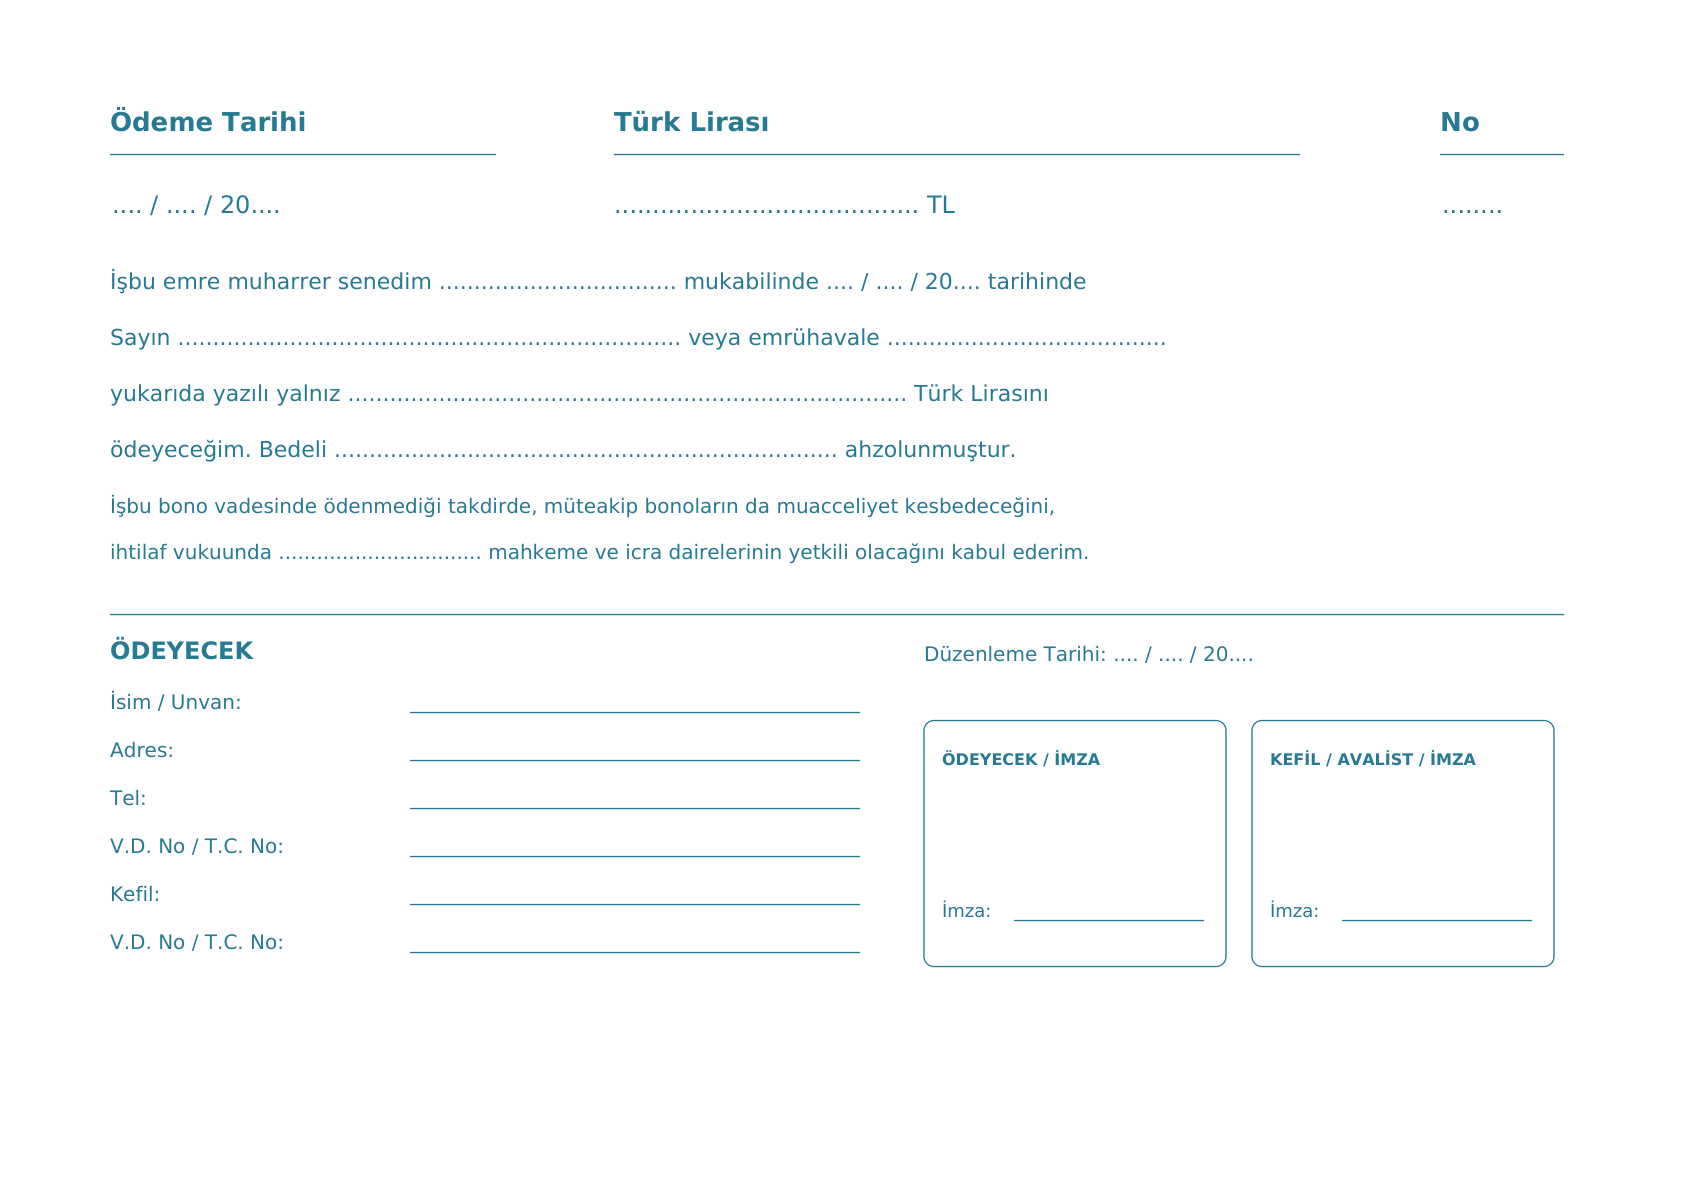 Ödeme Tarihi Türk Lirası No
.... / .... / 20.... ........................................ TL ........
İşbu emre muharrer senedim .................................. mukabilinde .... / .... / 20.... tarihinde
Sayın ........................................................................ veya emrühavale ........................................
yukarıda yazılı yalnız ................................................................................ Türk Lirasını
ödeyeceğim. Bedeli ........................................................................ ahzolunmuştur.
İşbu bono vadesinde ödenmediği takdirde, müteakip bonoların da muacceliyet kesbedeceğini,
ihtilaf vukuunda ................................ mahkeme ve icra dairelerinin yetkili olacağını kabul ederim.
ÖDEYECEK
Düzenleme Tarihi: .... / .... / 20....
İsim / Unvan:
Adres:
Tel:
V.D. No / T.C. No:
Kefil:
V.D. No / T.C. No:
ÖDEYECEK / İMZA
İmza:
KEFİL / AVALİST / İMZA
İmza: